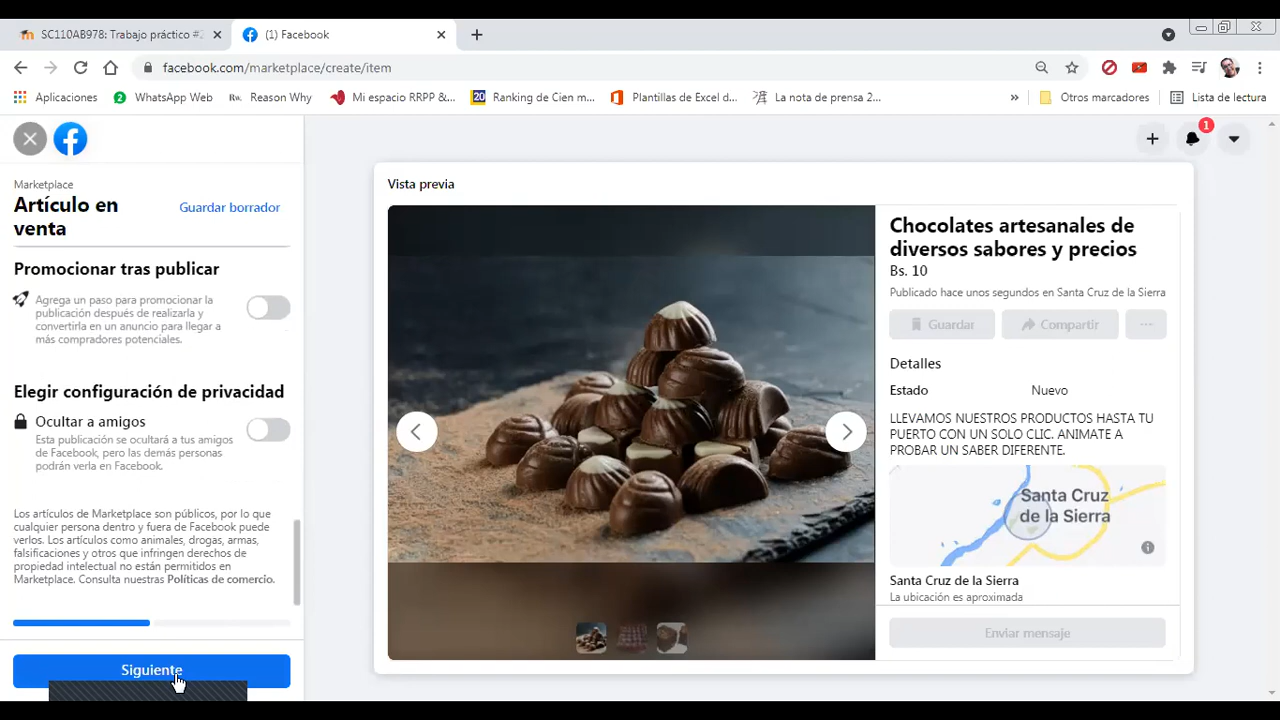 SC110AB978: Trabajo práctico #2
(1) Facebook
facebook.com/marketplace/create/item
Aplicaciones
WhatsApp Web
Rw. Reason Why
Mi espacio RRPP &...
20 Ranking de Cien m...
Plantillas de Excel d...
La nota de prensa 2...
»
Otros marcadores
Lista de lectura
1
Marketplace
Artículo en
venta
Guardar borrador
Promocionar tras publicar
Agrega un paso para promocionar la
publicación después de realizarla y
convertirla en un anuncio para llegar a
más compradores potenciales.
Elegir configuración de privacidad
Ocultar a amigos
Esta publicación se ocultará a tus amigos
de Facebook, pero las demás personas
podrán verla en Facebook.
Los artículos de Marketplace son públicos, por lo que
cualquier persona dentro y fuera de Facebook puede
verlos. Los artículos como animales, drogas, armas,
falsificaciones y otros que infringen derechos de
propiedad intelectual no están permitidos en
Marketplace. Consulta nuestras Políticas de comercio.
Siguiente
Vista previa
Chocolates artesanales de
diversos sabores y precios
Bs. 10
Publicado hace unos segundos en Santa Cruz de la Sierra
Guardar
Compartir
...
Detalles
Estado Nuevo
LLEVAMOS NUESTROS PRODUCTOS HASTA TU
PUERTO CON UN SOLO CLIC. ANIMATE A
PROBAR UN SABER DIFERENTE.
Santa Cruz
de la Sierra
Santa Cruz de la Sierra
La ubicación es aproximada
Enviar mensaje